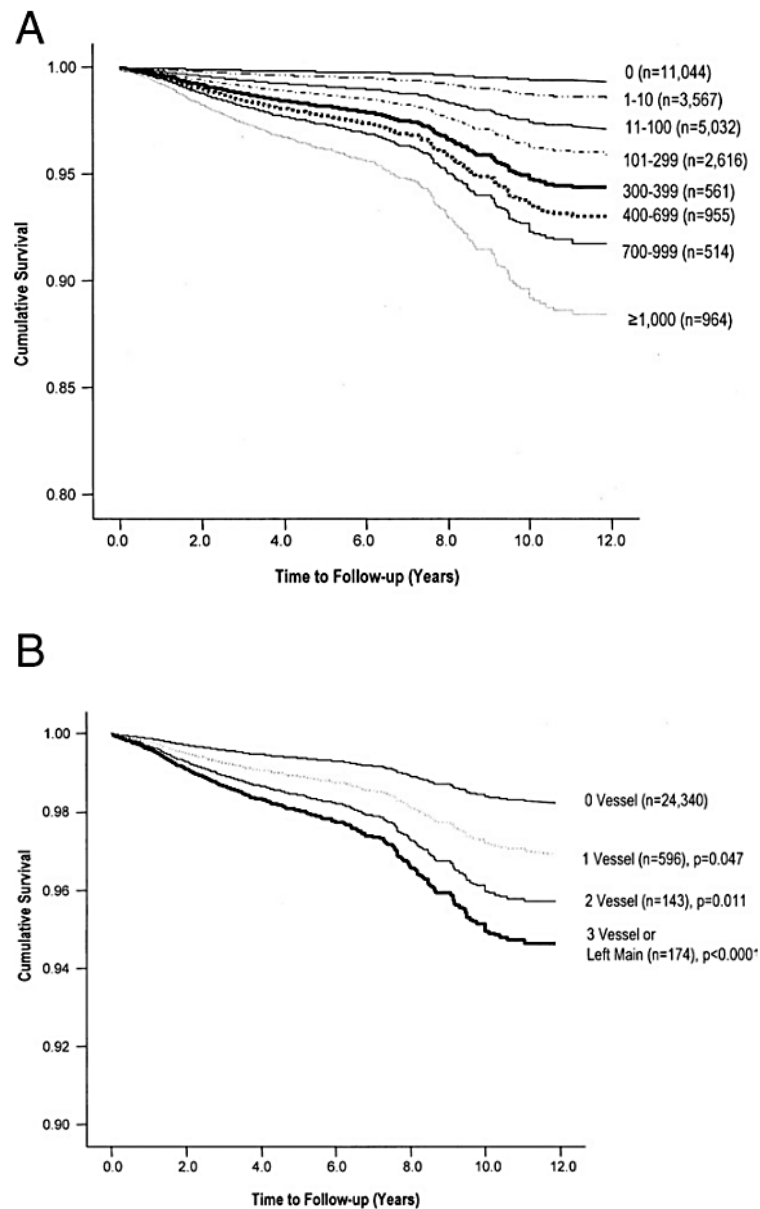 A
1.00
0.95
0.90
0.85
0.80
Cumulative Survival
0 (n=11,044)
1-10 (n=3,567)
11-100 (n=5,032)
101-299 (n=2,616)
300-399 (n=561)
400-699 (n=955)
700-999 (n=514)
≥1,000 (n=964)
0.0 2.0 4.0 6.0 8.0 10.0 12.0
Time to Follow-up (Years)
B
1.00
0.98
0.96
0.94
0.92
0.90
Cumulative Survival
0 Vessel (n=24,340)
1 Vessel (n=596), p=0.047
2 Vessel (n=143), p=0.011
3 Vessel or
Left Main (n=174), p<0.0001
0.0 2.0 4.0 6.0 8.0 10.0 12.0
Time to Follow-up (Years)